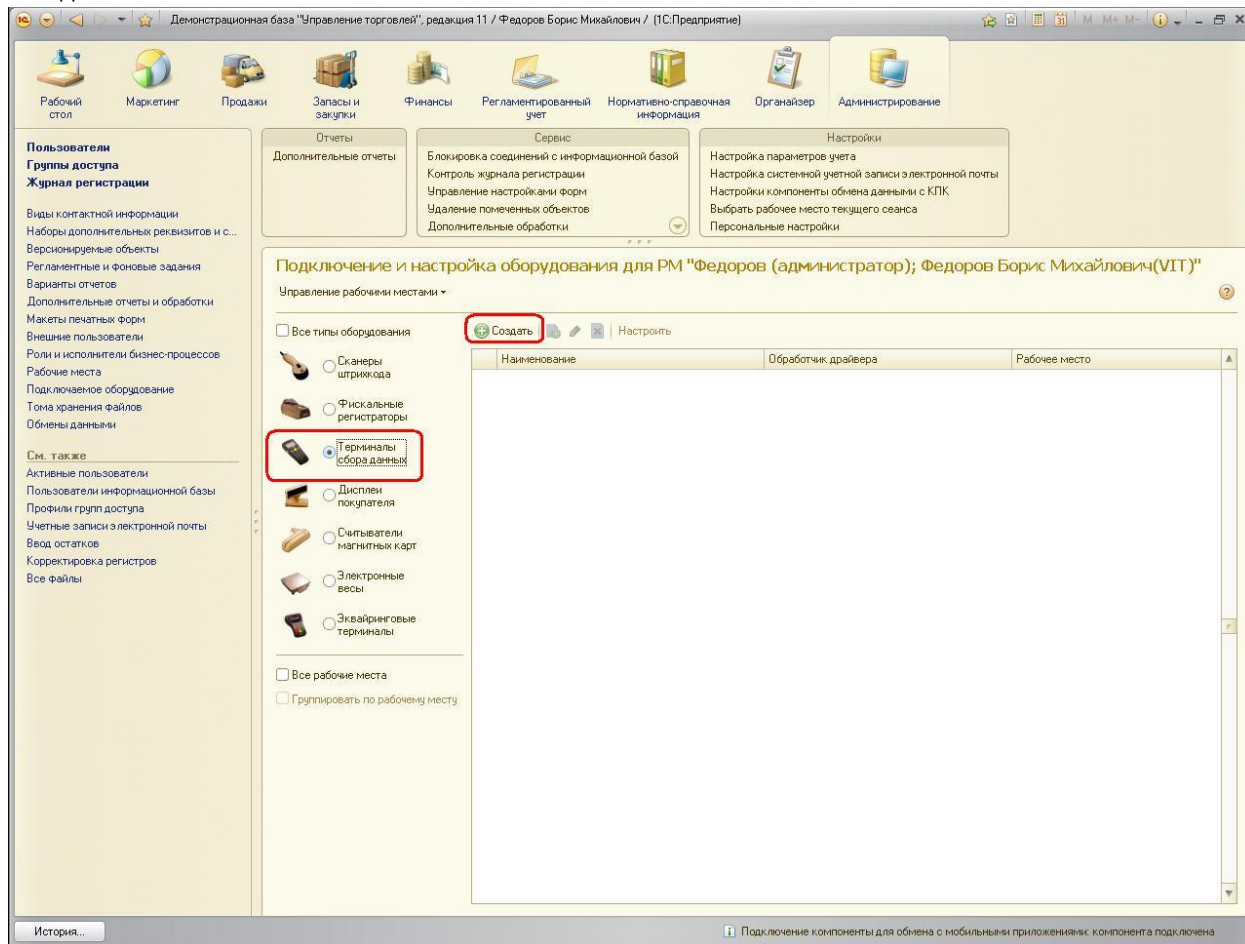 Демонстрационная база "Управление торговлей", редакция 11 / Федоров Борис Михайлович / (1С:Предприятие)
M M+ M-
Рабочий стол
Маркетинг
Продажи
Запасы и закупки
Финансы
Регламентированный учет
Нормативно-справочная информация
Органайзер
Администрирование
Пользователи
Группы доступа
Журнал регистрации
Виды контактной информации
Наборы дополнительных реквизитов и с...
Версионируемые объекты
Регламентные и фоновые задания
Варианты отчетов
Дополнительные отчеты и обработки
Макеты печатных форм
Внешние пользователи
Роли и исполнители бизнес-процессов
Рабочие места
Подключаемое оборудование
Тома хранения файлов
Обмены данными
См. также
Активные пользователи
Пользователи информационной базы
Профили групп доступа
Учетные записи электронной почты
Ввод остатков
Корректировка регистров
Все файлы
Отчеты
Дополнительные отчеты
Сервис
Блокировка соединений с информационной базой
Контроль журнала регистрации
Управление настройками форм
Удаление помеченных объектов
Дополнительные обработки
Настройки
Настройка параметров учета
Настройка системной учетной записи электронной почты
Настройки компоненты обмена данными с КПК
Выбрать рабочее место текущего сеанса
Персональные настройки
Подключение и настройка оборудования для РМ "Федоров (администратор); Федоров Борис Михайлович(VIT)"
Управление рабочими местами
Все типы оборудования
Сканеры
штрихкода
Фискальные
регистраторы
Терминалы
сбора данных
Дисплеи
покупателя
Считыватели
магнитных карт
Электронные
весы
Эквайринговые
терминалы
Все рабочие места
Группировать по рабочему месту
Создать
Настроить
Наименование
Обработчик драйвера
Рабочее место
История...
Подключение компоненты для обмена с мобильными приложениями: компонента подключена